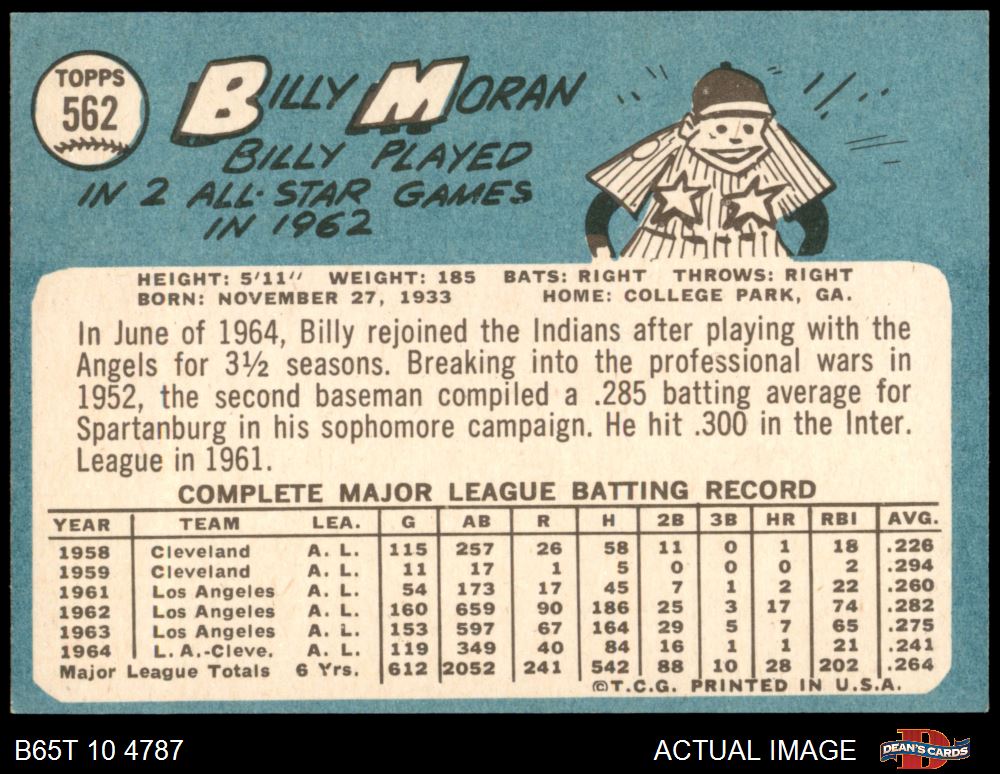 TOPPS
562
BILLY MORAN
BILLY PLAYED
IN 2 ALL-STAR GAMES
IN 1962
HEIGHT: 5'11" WEIGHT: 185 BATS: RIGHT THROWS: RIGHT
BORN: NOVEMBER 27, 1933 HOME: COLLEGE PARK, GA.
In June of 1964, Billy rejoined the Indians after playing with the
Angels for 3½ seasons. Breaking into the professional wars in
1952, the second baseman compiled a .285 batting average for
Spartanburg in his sophomore campaign. He hit .300 in the Inter.
League in 1961.
COMPLETE MAJOR LEAGUE BATTING RECORD
YEAR TEAM LEA. G AB R H 2B 3B HR RBI AVG.
1958 Cleveland A. L. 115 257 26 58 11 0 1 18 .226
1959 Cleveland A. L. 11 17 1 5 0 0 0 2 .294
1961 Los Angeles A. L. 54 173 17 45 7 1 2 22 .260
1962 Los Angeles A. L. 160 659 90 186 25 3 17 74 .282
1963 Los Angeles A. L. 153 597 67 164 29 5 7 65 .275
1964 L. A.-Cleve. A. L. 119 349 40 84 16 1 1 21 .241
Major League Totals 6 Yrs. 612 2052 241 542 88 10 28 202 .264
©T.C.G. PRINTED IN U.S.A.
B65T 10 4787 ACTUAL IMAGE
DEAN'S CARDS